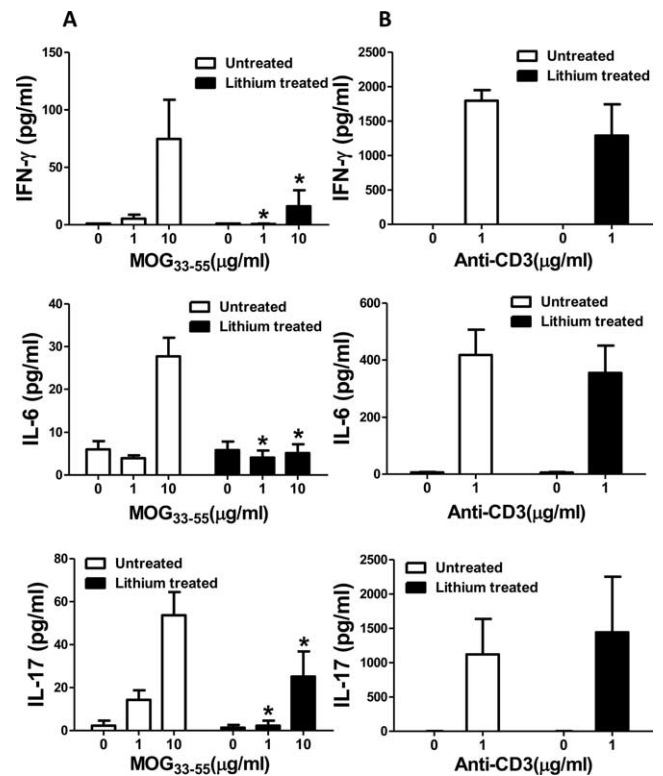 A
B
150
100
50
0
IFN-γ (pg/ml)
Untreated
Lithium treated
*
*
0 1 10 0 1 10
MOG33-55(μg/ml)
2500
2000
1500
1000
500
0
IFN-γ (pg/ml)
Untreated
Lithium treated
0 1 0 1
Anti-CD3(μg/ml)
40
30
20
10
0
IL-6 (pg/ml)
Untreated
Lithium treated
*
*
0 1 10 0 1 10
MOG33-55(μg/ml)
600
400
200
0
IL-6 (pg/ml)
Untreated
Lithium treated
0 1 0 1
Anti-CD3(μg/ml)
60
40
20
0
IL-17 (pg/ml)
Untreated
Lithium treated
*
*
0 1 10 0 1 10
MOG33-55(μg/ml)
2500
2000
1500
1000
500
0
IL-17 (pg/ml)
Untreated
Lithium treated
0 1 0 1
Anti-CD3(μg/ml)